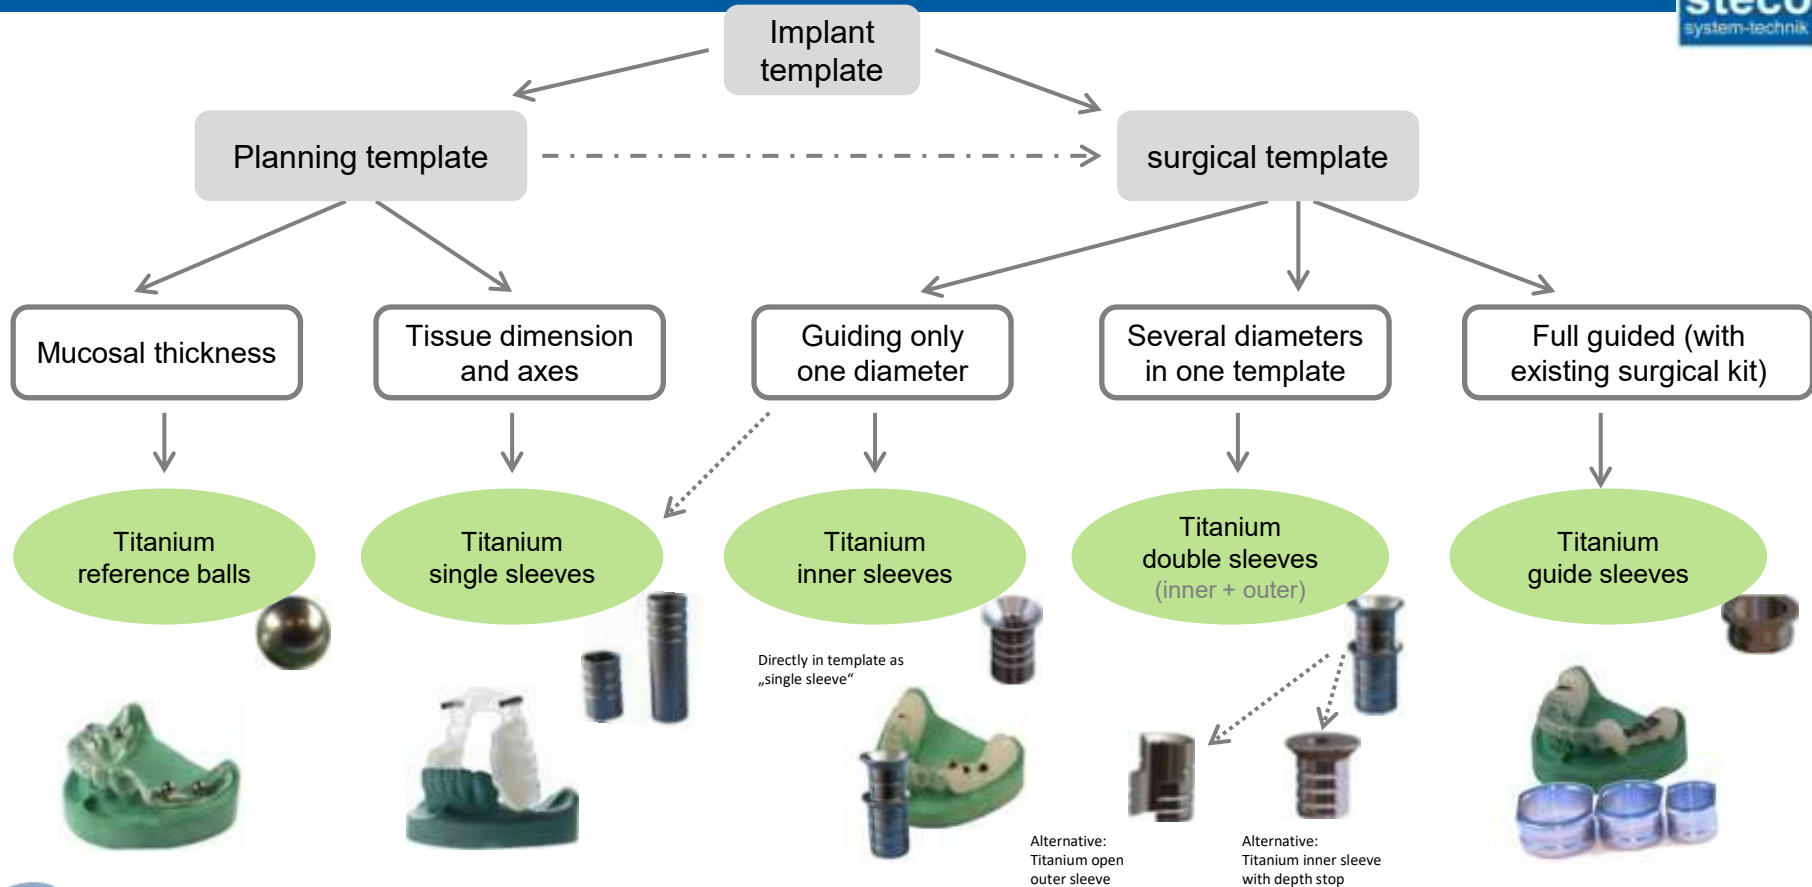 steco
system-technik
Implant
template
Planning template
surgical template
Mucosal thickness
Tissue dimension
and axes
Guiding only
one diameter
Several diameters
in one template
Full guided (with
existing surgical kit)
Titanium
reference balls
Titanium
single sleeves
Titanium
inner sleeves
Titanium
double sleeves
(inner + outer)
Titanium
guide sleeves
Directly in template as
„single sleeve“
Alternative:
Titanium open
outer sleeve
Alternative:
Titanium inner sleeve
with depth stop